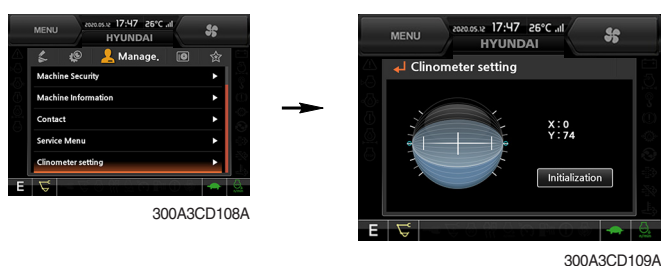 MENU
2020.05.12 17:47 26°C
HYUNDAI
Manage.
Machine Security
Machine Information
Contact
Service Menu
Clinometer setting
E
300A3CD108A
MENU
2020.05.12 17:47 26°C
HYUNDAI
Clinometer setting
X : 0
Y : 74
Initialization
E
300A3CD109A